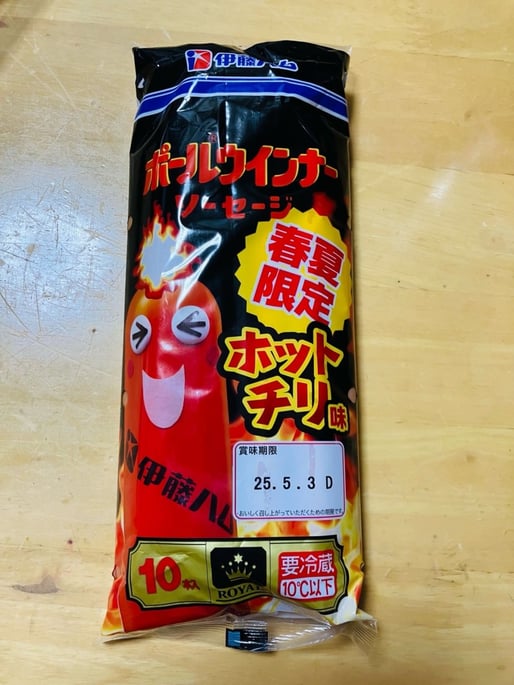 伊藤ハム
ポールウインナー
ソーセージ
春夏
限定
ホット
チリ味
伊藤ハム
賞味期限
25.5.3 D
おいしく召し上がっていただくための期限です
10本入
ROYAL
要冷蔵
10℃以下